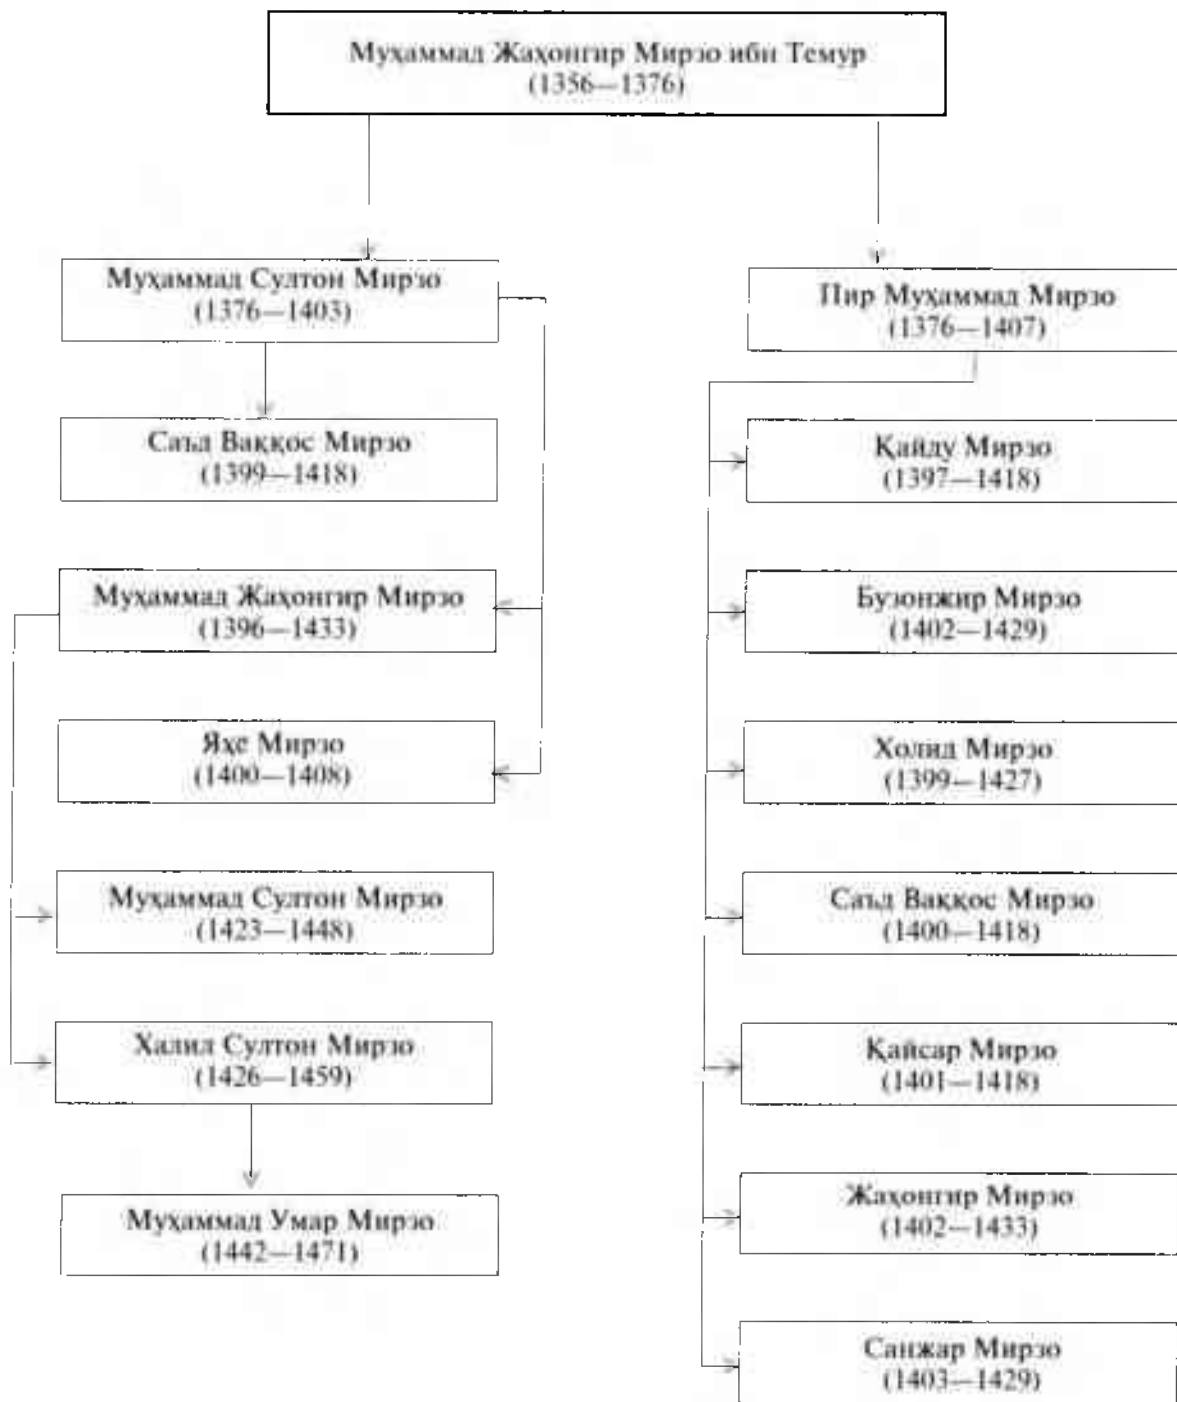 Муҳаммад Жаҳонгир Мирзо ибн Темур
(1356—1376)
Муҳаммад Султон Мирзо
(1376—1403)
Саъд Ваққос Мирзо
(1399—1418)
Муҳаммад Жаҳонгир Мирзо
(1396—1433)
Яҳе Мирзо
(1400—1408)
Муҳаммад Султон Мирзо
(1423—1448)
Халил Султон Мирзо
(1426—1459)
Муҳаммад Умар Мирзо
(1442—1471)
Пир Муҳаммад Мирзо
(1376—1407)
Қайду Мирзо
(1397—1418)
Бузонжир Мирзо
(1402—1429)
Холид Мирзо
(1399—1427)
Саъд Ваққос Мирзо
(1400—1418)
Қайсар Мирзо
(1401—1418)
Жаҳонгир Мирзо
(1402—1433)
Санжар Мирзо
(1403—1429)